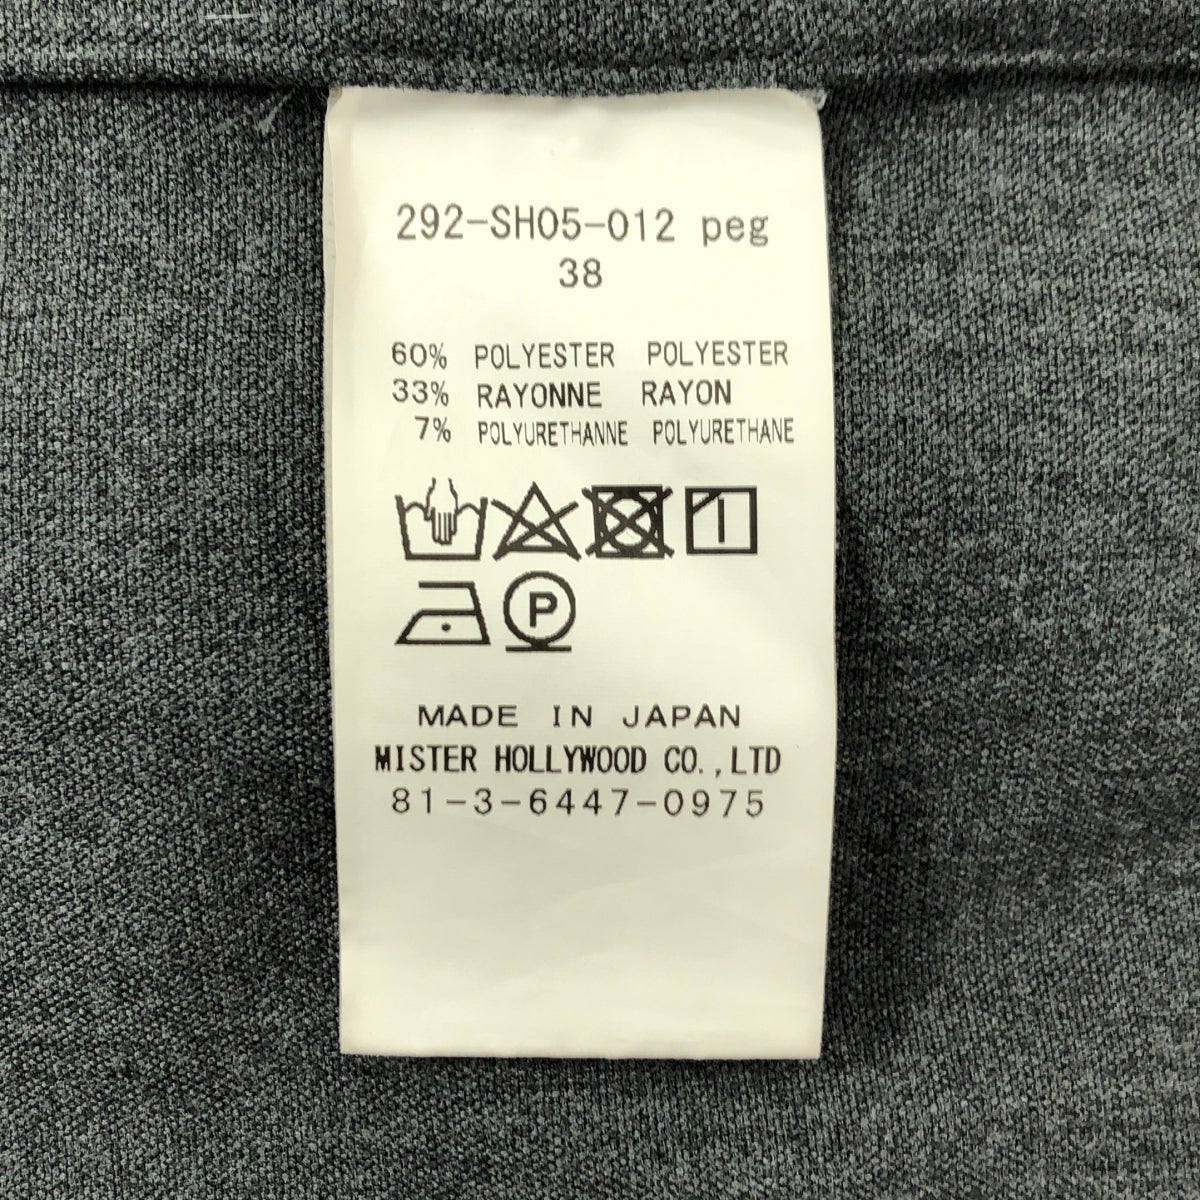 292-SH05-012 peg
38
60% POLYESTER POLYESTER
33% RAYONNE RAYON
7% POLYURETHANNE POLYURETHANE
P
MADE IN JAPAN
MISTER HOLLYWOOD CO.,LTD
81-3-6447-0975